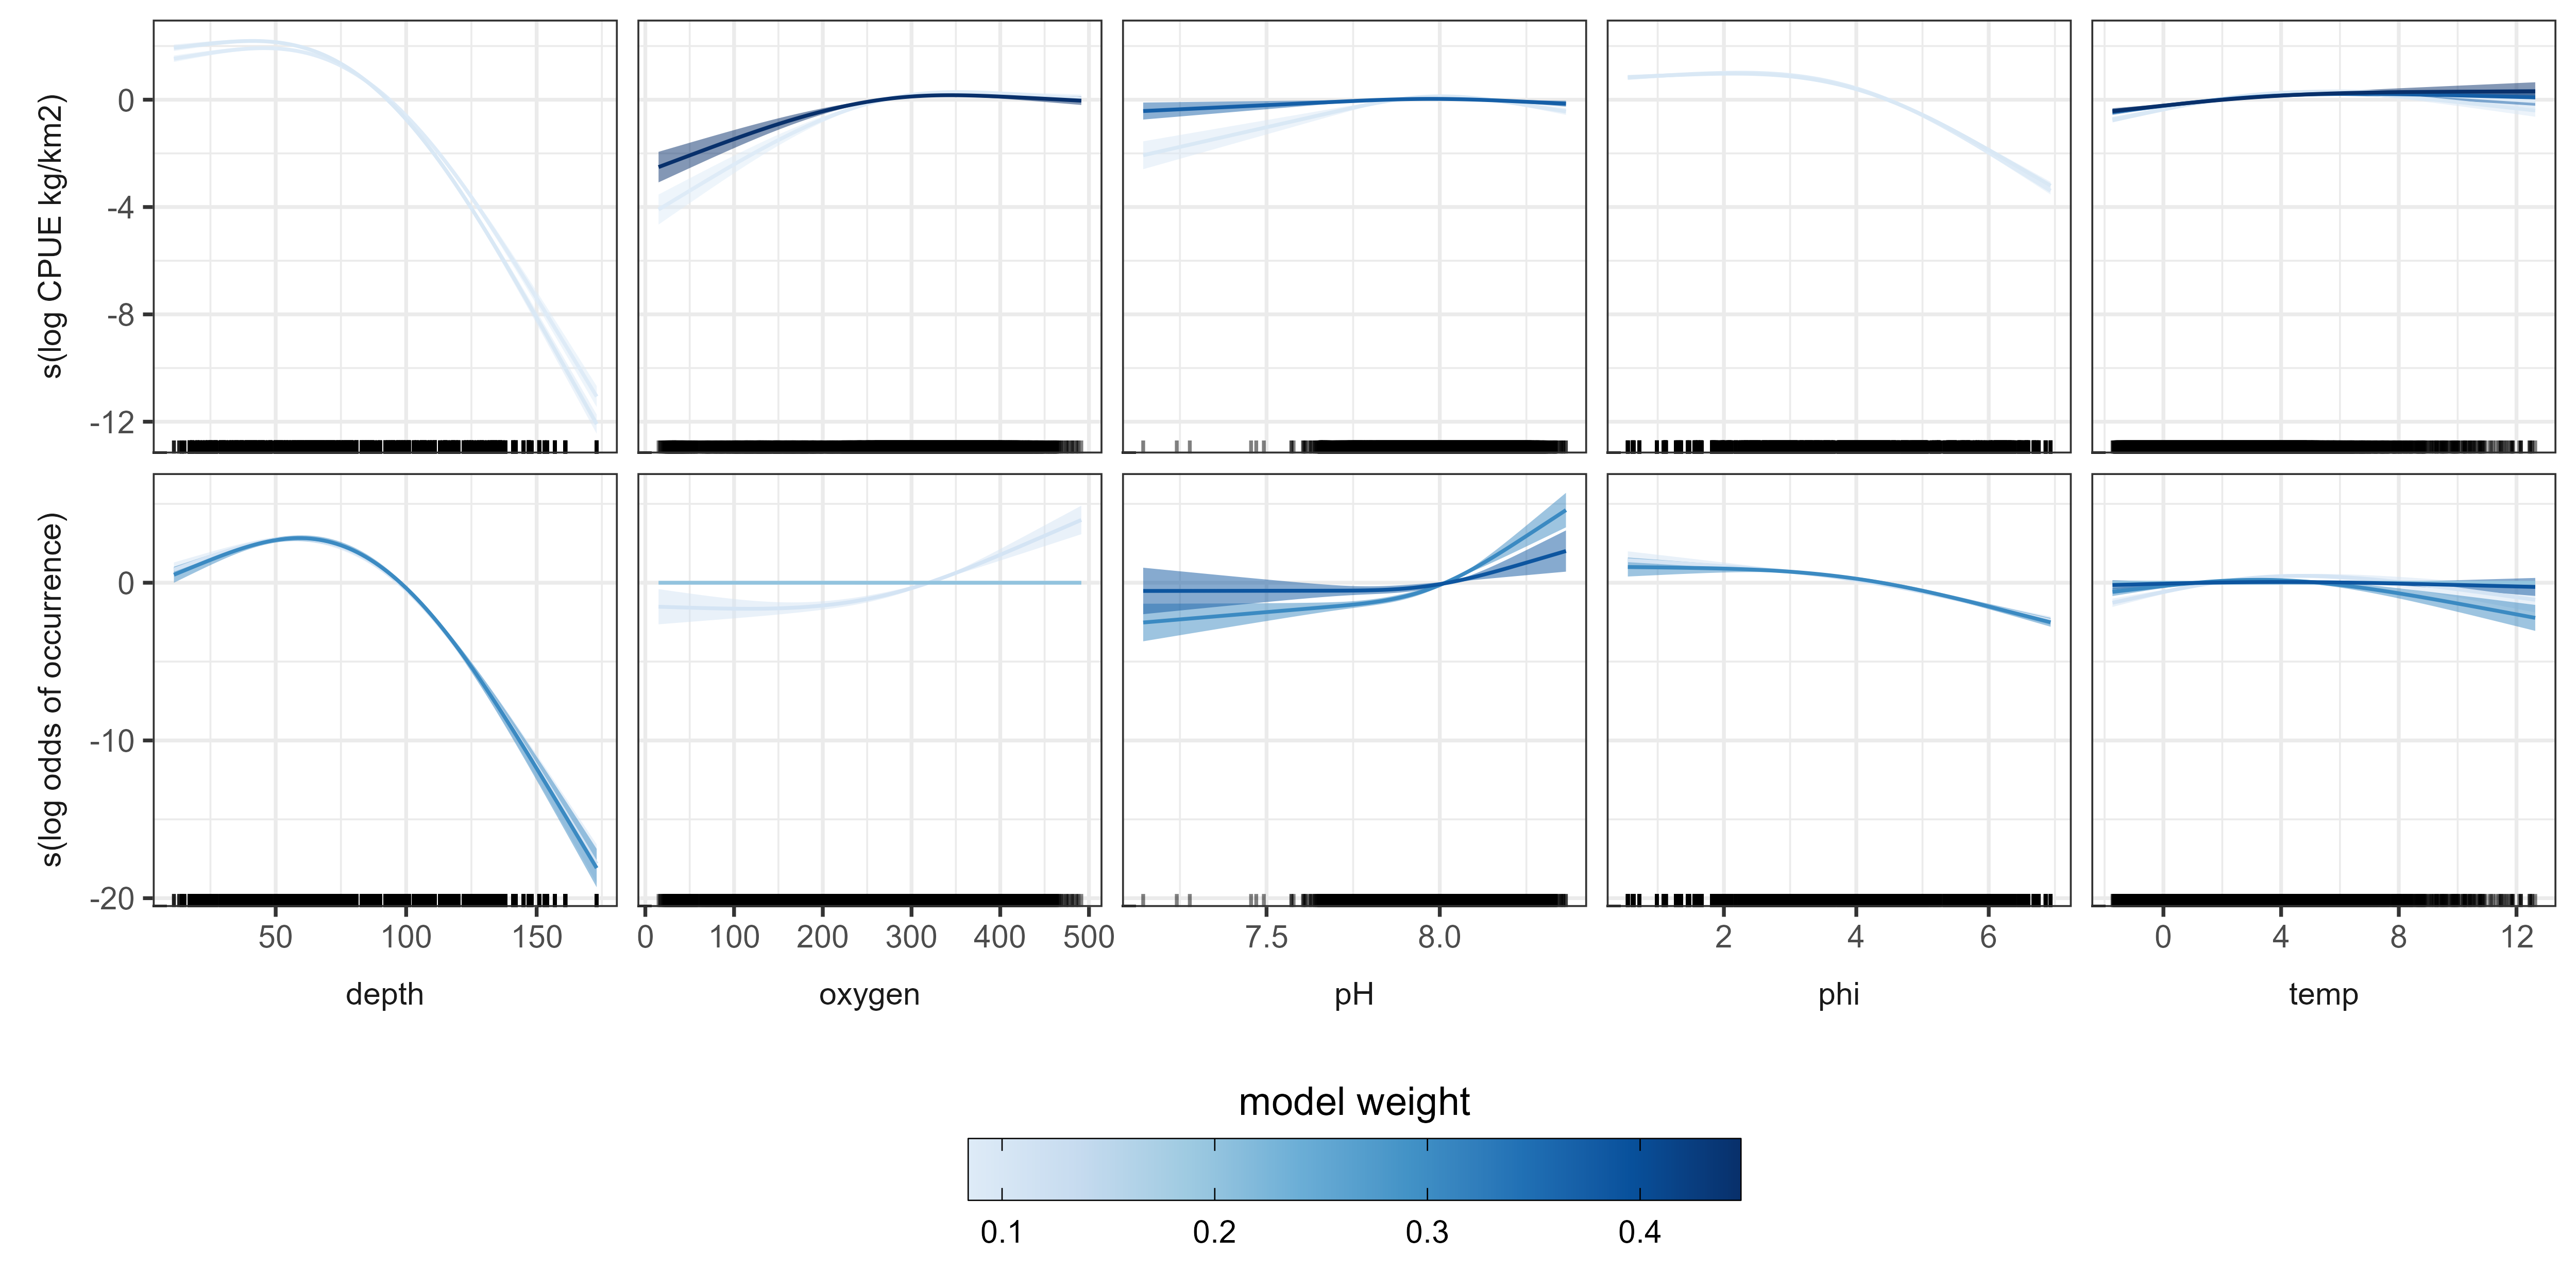 s(log CPUE kg/km2)
0
-4
-8
-12
s(log odds of occurrence)
0
-10
-20
50 100 150
0 100 200 300 400 500
7.5 8.0
2 4 6
0 4 8 12
depth
oxygen
pH
phi
temp
model weight
0.1 0.2 0.3 0.4